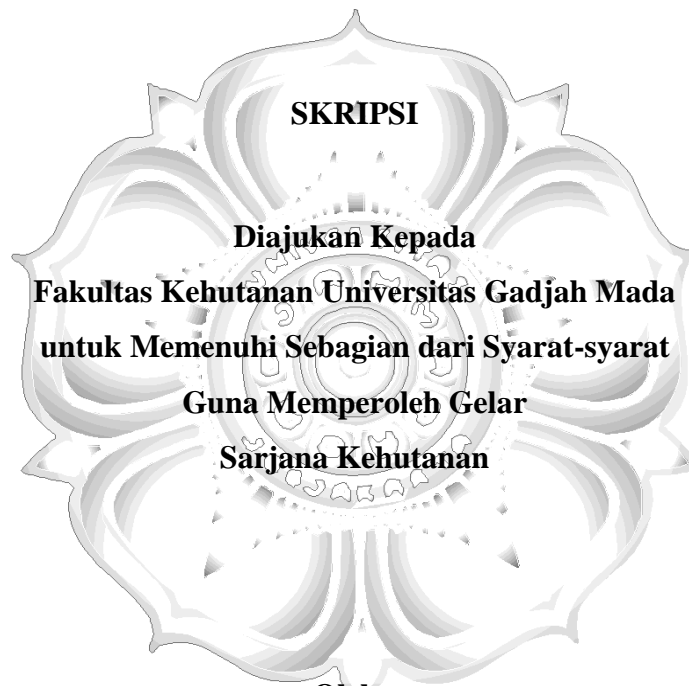 SKRIPSI
Diajukan Kepada
Fakultas Kehutanan Universitas Gadjah Mada
untuk Memenuhi Sebagian dari Syarat-syarat
Guna Memperoleh Gelar
Sarjana Kehutanan